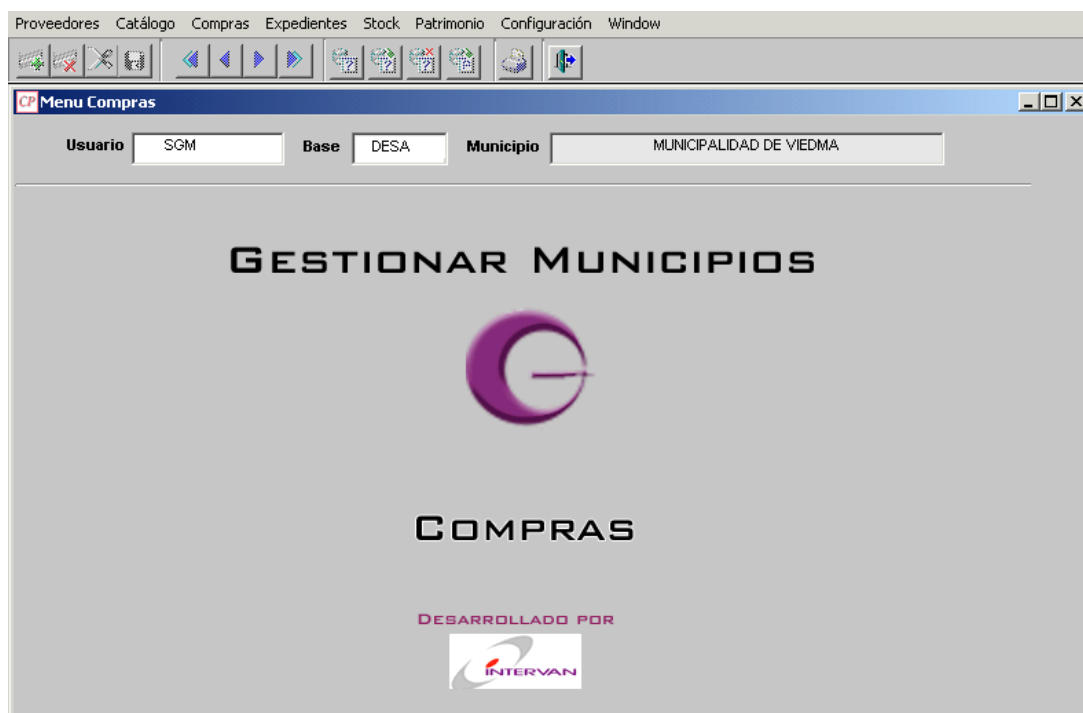 Proveedores Catálogo Compras Expedientes Stock Patrimonio Configuración Window
CP Menu Compras
Usuario SGM Base DESA Municipio MUNICIPALIDAD DE VIEDMA
GESTIONAR MUNICIPIOS
COMPRAS
DESARROLLADO POR
INTERVAN